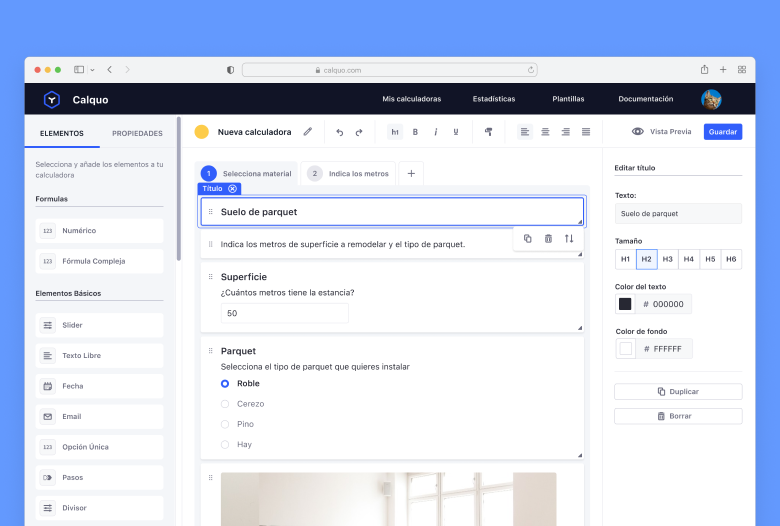 calquo.com
Calquo
Mis calculadoras
Estadísticas
Plantillas
Documentación
ELEMENTOS
PROPIEDADES
Nueva calculadora
h1
B
i
U
Vista Previa
Guardar
Selecciona y añade los elementos a tu
calculadora
Formulas
123 Numérico
123 Fórmula Compleja
Elementos Básicos
Slider
Texto Libre
Fecha
Email
123 Opción Única
Pasos
Divisor
1 Selecciona material
2 Indica los metros
+
Título
Suelo de parquet
Indica los metros de superficie a remodelar y el tipo de parquet.
Superficie
¿Cuántos metros tiene la estancia?
50
Parquet
Selecciona el tipo de parquet que quieres instalar
Roble
Cerezo
Pino
Hay
Editar título
Texto:
Suelo de parquet
Tamaño
H1 H2 H3 H4 H5 H6
Color del texto
# 000000
Color de fondo
# FFFFFF
Duplicar
Borrar